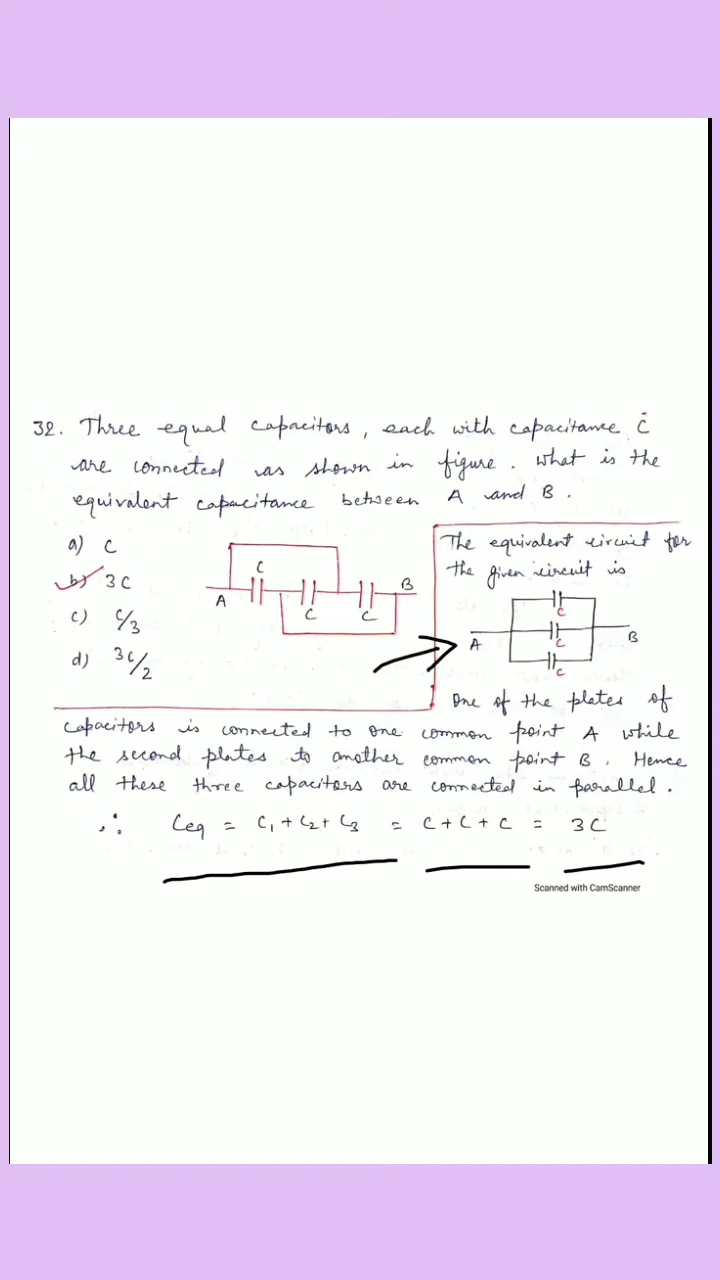 32. Three equal capacitors, each with capacitance C
are connected as shown in figure. What is the
equivalent capacitance between A and B.
a) C
b) 3C
c) C/3
d) 3C/2
C
A
C
C
B
The equivalent circuit for
the given circuit is
C
A
C
B
C
One of the plates of
capacitors is connected to one common point A while
the second plates to another common point B. Hence
all these three capacitors are connected in parallel.
∴ Ceq = C1 + C2 + C3 = C + C + C = 3C
Scanned with CamScanner